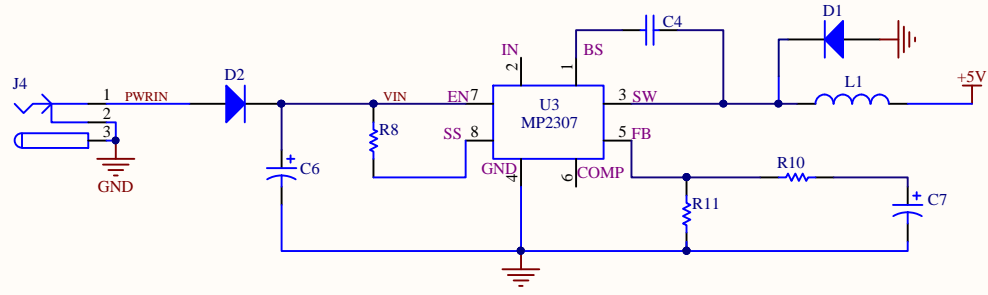 D1
C4
IN
2
1
BS
J4
D2
L1
+5V
1
PWRIN
VIN
EN
7
U3
MP2307
3
SW
2
3
R8
SS
8
5
FB
GND
C6
+
GND
4
6
COMP
R10
R11
+
C7